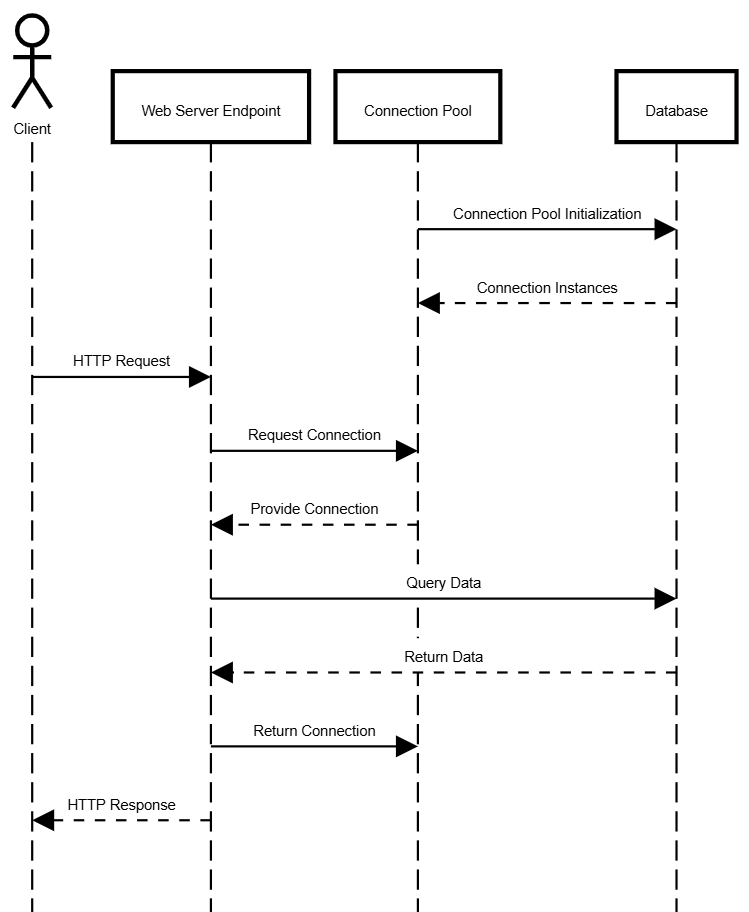 Client
Web Server Endpoint
Connection Pool
Database
Connection Pool Initialization
Connection Instances
HTTP Request
Request Connection
Provide Connection
Query Data
Return Data
Return Connection
HTTP Response